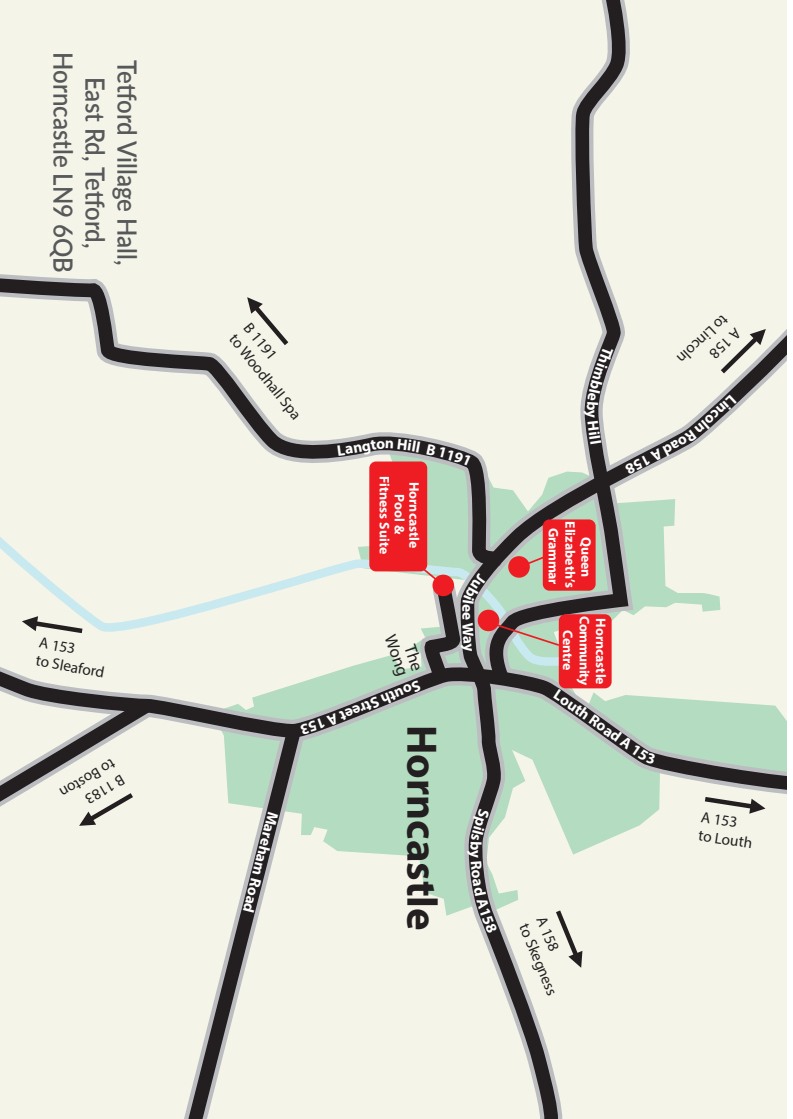 Tetford Village Hall,
East Rd, Tetford,
Horncastle LN9 6QB
Thimbleby Hill
A 158
to Lincoln
Lincoln Road A 158
B 1191
to Woodhall Spa
Langton Hill B 1191
Queen
Elizabeth's
Grammar
Horncastle
Pool &
Fitness Suite
Horncastle
Community
Centre
Jubilee Way
The
Wong
A 153
to Sleaford
South Street A 153
Louth Road A 153
Horncastle
B 1183
to Boston
A 153
to Louth
Mareham Road
Spilsby Road A158
A 158
to Skegness